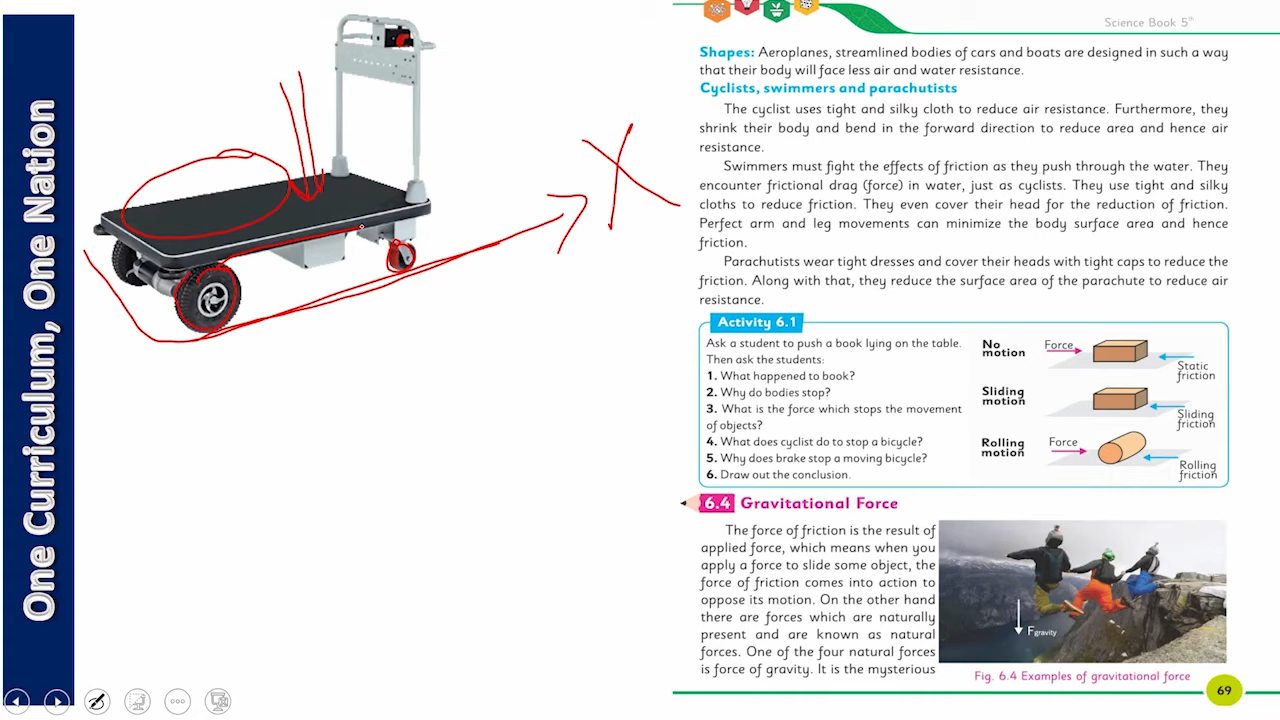 One Curriculum, One Nation
Science Book 5th
Shapes: Aeroplanes, streamlined bodies of cars and boats are designed in such a way
that their body will face less air and water resistance.
Cyclists, swimmers and parachutists
The cyclist uses tight and silky cloth to reduce air resistance. Furthermore, they
shrink their body and bend in the forward direction to reduce area and hence air
resistance.
Swimmers must fight the effects of friction as they push through the water. They
encounter frictional drag (force) in water, just as cyclists. They use tight and silky
cloths to reduce friction. They even cover their head for the reduction of friction.
Perfect arm and leg movements can minimize the body surface area and hence
friction.
Parachutists wear tight dresses and cover their heads with tight caps to reduce the
friction. Along with that, they reduce the surface area of the parachute to reduce air
resistance.
Activity 6.1
Ask a student to push a book lying on the table.
Then ask the students:
1. What happened to book?
2. Why do bodies stop?
3. What is the force which stops the movement
of objects?
4. What does cyclist do to stop a bicycle?
5. Why does brake stop a moving bicycle?
6. Draw out the conclusion.
No
motion
Force
Static
friction
Sliding
motion
Sliding
friction
Rolling
motion
Force
Rolling
friction
6.4 Gravitational Force
The force of friction is the result of
applied force, which means when you
apply a force to slide some object, the
force of friction comes into action to
oppose its motion. On the other hand
there are forces which are naturally
present and are known as natural
forces. One of the four natural forces
is force of gravity. It is the mysterious
Fgravity
Fig. 6.4 Examples of gravitational force
69